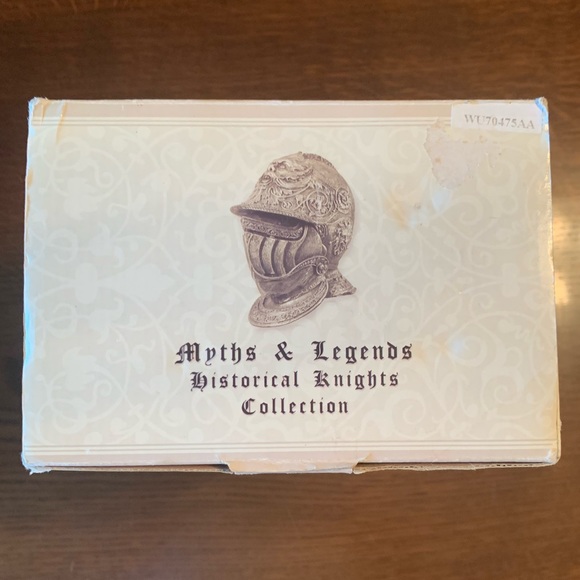 WU70475AA
Myths & Legends
Historical Knights
Collection